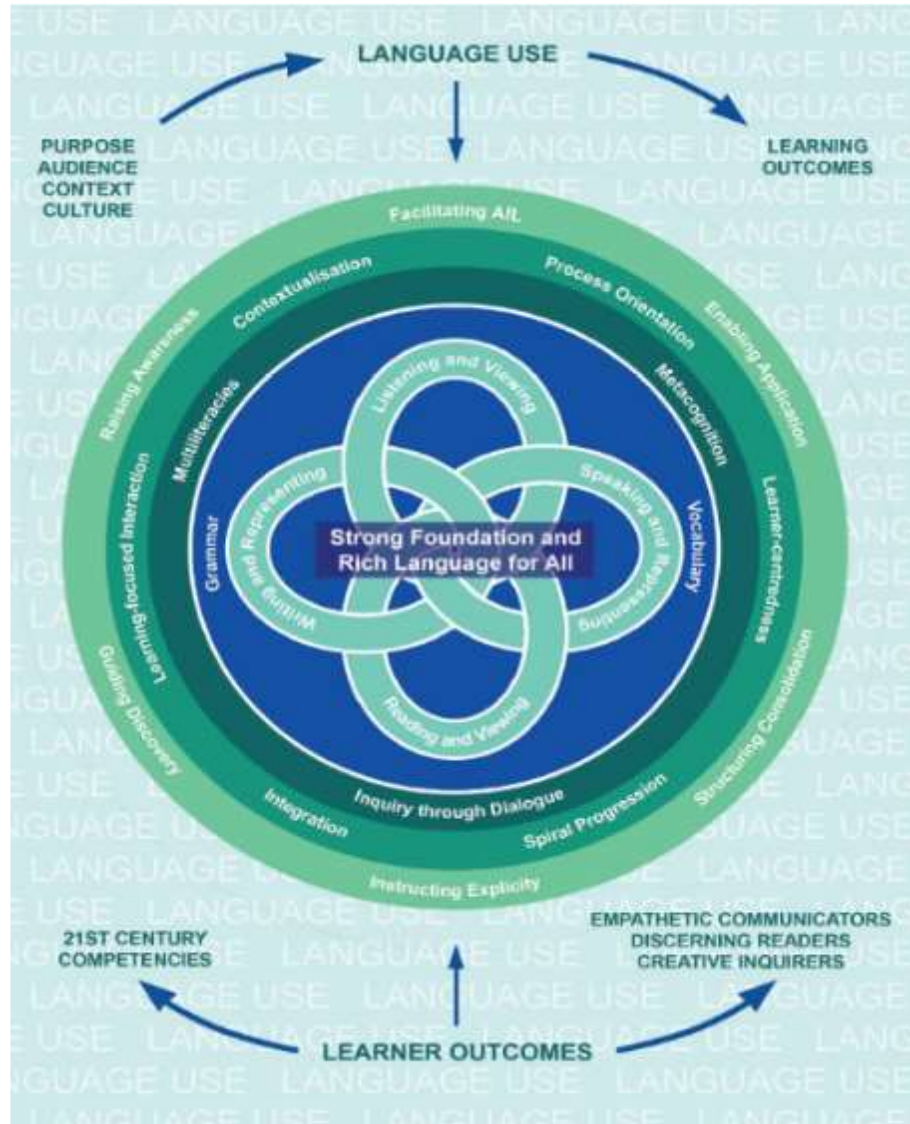 LANGUAGE USE
PURPOSE
AUDIENCE
CONTEXT
CULTURE
LEARNING
OUTCOMES
Facilitating AfL
Raising Awareness
Enabling Application
Guiding Discovery
Structuring Consolidation
Instructing Explicity
Contextualisation
Process Orientation
Learning-focused Interaction
Learner-centredness
Integration
Spiral Progression
Multiliteracies
Metacognition
Inquiry through Dialogue
Grammar
Vocabulary
Listening and Viewing
Writing and Representing
Speaking and Representing
Reading and Viewing
Strong Foundation and
Rich Language for All
21ST CENTURY
COMPETENCIES
EMPATHETIC COMMUNICATORS
DISCERNING READERS
CREATIVE INQUIRERS
LEARNER OUTCOMES